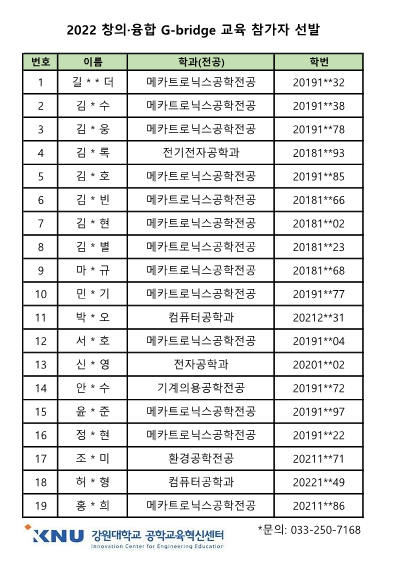 2022 창의·융합 G-bridge 교육 참가자 선발
번호 이름 학과(전공) 학번
1 길 * * 더 메카트로닉스공학전공 20191**32
2 김 * 수 메카트로닉스공학전공 20191**38
3 김 * 웅 메카트로닉스공학전공 20191**78
4 김 * 록 전기전자공학과 20181**93
5 김 * 호 메카트로닉스공학전공 20191**85
6 김 * 빈 메카트로닉스공학전공 20181**66
7 김 * 현 메카트로닉스공학전공 20181**02
8 김 * 별 메카트로닉스공학전공 20181**23
9 마 * 규 메카트로닉스공학전공 20181**68
10 민 * 기 메카트로닉스공학전공 20191**77
11 박 * 오 컴퓨터공학과 20212**31
12 서 * 호 메카트로닉스공학전공 20191**04
13 신 * 영 전자공학과 20201**02
14 안 * 수 기계의용공학전공 20191**72
15 윤 * 준 메카트로닉스공학전공 20191**97
16 정 * 현 메카트로닉스공학전공 20191**22
17 조 * 미 환경공학전공 20211**71
18 허 * 형 컴퓨터공학과 20221**49
19 홍 * 희 메카트로닉스공학전공 20211**86
KNU 강원대학교 공학교육혁신센터
Innovation Center for Engineering Education
*문의: 033-250-7168